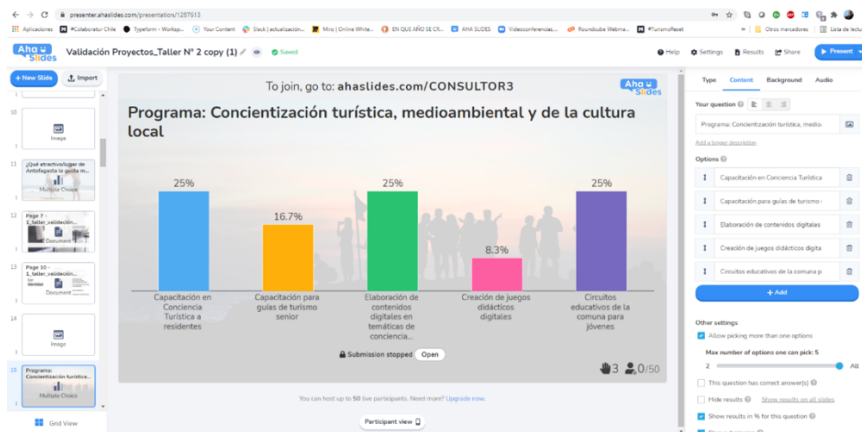 presenter.ahaslides.com/presentation/1257613
Aplicaciones
#Colaborator Chile
Typeform - Worksp...
Your Content
Slack | actualización...
Miro | Online White...
EN QUE AÑO SE CR...
AHA SLIDES
Videoconferencias...
Roundcube Webma...
#TurismoReset
Otros marcadores
Lista de lectu
AhaSlides
Validación Proyectos_Taller N° 2 copy (1)
Saved
Help
Settings
Results
Share
Present
+ New Slide
Import
10
Image
11
¿Qué atractivo/lugar de
Antofagasta le gusta m...
Multiple Choice
12
Page 7 -
1_taller_validación...
Document
13
Page 10 -
1_taller_validación...
Document
14
Image
15
Programa:
Concientización turística...
Multiple Choice
Grid View
To join, go to: ahaslides.com/CONSULTOR3
AhaSlides
Programa: Concientización turística, medioambiental y de la cultura
local
25%
16.7%
25%
8.3%
25%
Capacitación en
Conciencia
Turística a
residentes
Capacitación para
guías de turismo
senior
Elaboración de
contenidos
digitales en
temáticas de
conciencia...
Creación de juegos
didácticos
digitales
Circuitos
educativos de la
comuna para
jóvenes
Submission stopped
Open
3
0/50
You can host up to 50 live participants. Need more? Upgrade now.
Participant view
Type
Content
Background
Audio
Your question
Programa: Concientización turística, medio
Add a longer description
Options
Capacitación en Conciencia Turística
Capacitación para guías de turismo
Elaboración de contenidos digitales
Creación de juegos didácticos digita
Circuitos educativos de la comuna p
+ Add
Other settings
Allow picking more than one options
Max number of options one can pick: 5
2
All
This question has correct answer(s)
Hide results
Show results on all slides
Show results in % for this question